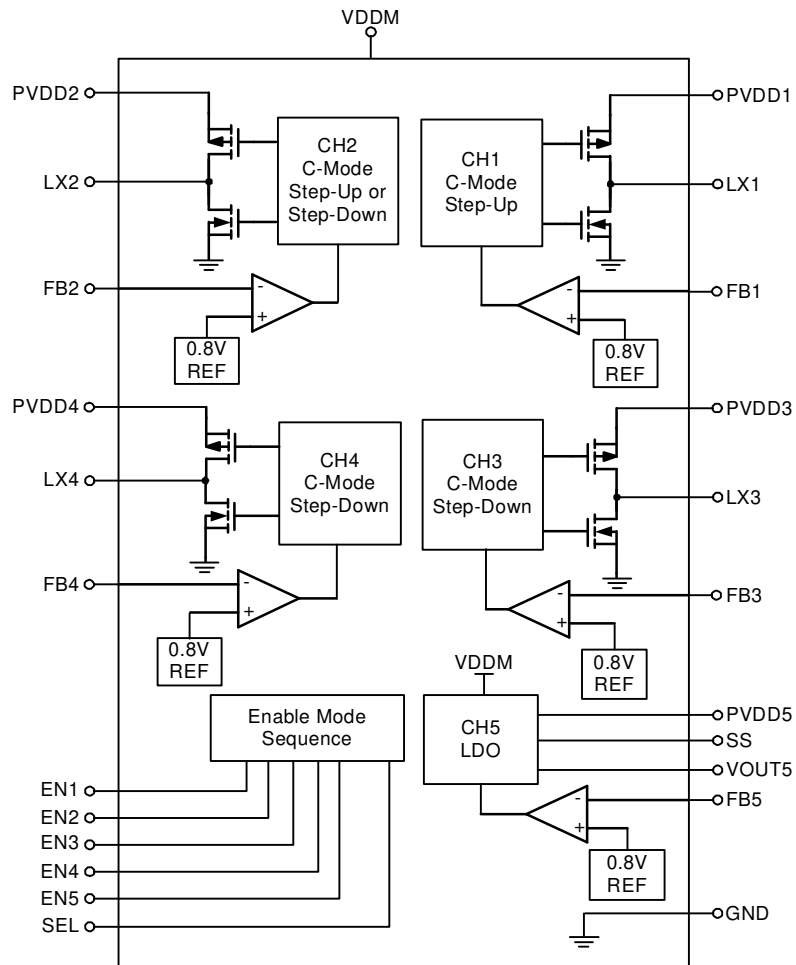 VDDM
PVDD2
PVDD1
CH2
C-Mode
Step-Up or
Step-Down
CH1
C-Mode
Step-Up
LX2
LX1
FB2
-
+
FB1
-
+
0.8V
REF
0.8V
REF
PVDD4
PVDD3
CH4
C-Mode
Step-Down
CH3
C-Mode
Step-Down
LX4
LX3
FB4
-
+
FB3
-
+
0.8V
REF
0.8V
REF
VDDM
Enable Mode
Sequence
CH5
LDO
PVDD5
SS
VOUT5
FB5
-
+
0.8V
REF
EN1
EN2
EN3
EN4
EN5
SEL
GND